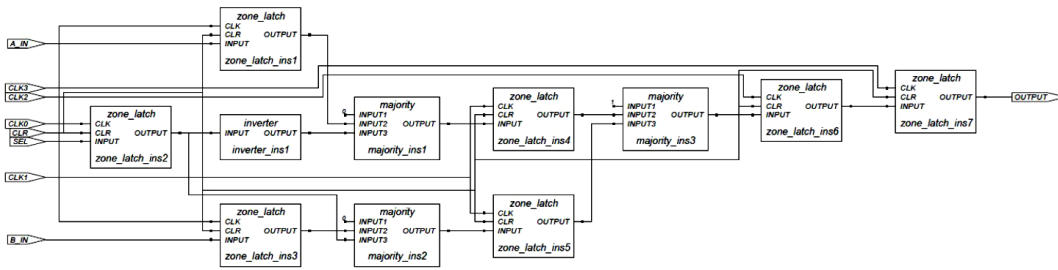 zone_latch
CLK
CLR OUTPUT
INPUT
zone_latch_ins1
A_IN
CLK3
CLK2
CLK0
CLR
SEL
CLK1
B_IN
zone_latch
CLK
CLR OUTPUT
INPUT
zone_latch_ins2
inverter
INPUT OUTPUT
inverter_ins1
zone_latch
CLK
CLR OUTPUT
INPUT
zone_latch_ins3
0
majority
INPUT1
INPUT2 OUTPUT
INPUT3
majority_ins1
0
majority
INPUT1
INPUT2 OUTPUT
INPUT3
majority_ins2
zone_latch
CLK
CLR OUTPUT
INPUT
zone_latch_ins4
zone_latch
CLK
CLR OUTPUT
INPUT
zone_latch_ins5
1
majority
INPUT1
INPUT2 OUTPUT
INPUT3
majority_ins3
zone_latch
CLK
CLR OUTPUT
INPUT
zone_latch_ins6
zone_latch
CLK
CLR OUTPUT
INPUT
zone_latch_ins7
OUTPUT